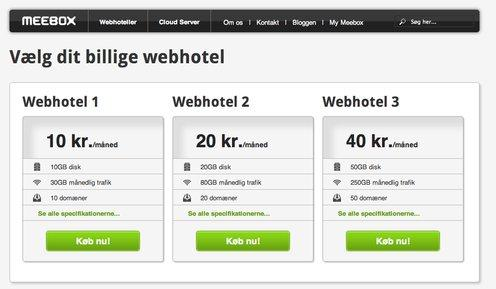 MEEBOX Webhoteller Cloud Server Om os | Kontakt | Bloggen | My Meebox Søg her...
Vælg dit billige webhotel
Webhotel 1
10 kr./måned
10GB disk
30GB månedlig trafik
10 domæner
Se alle specifikationerne...
Køb nu!
Webhotel 2
20 kr./måned
20GB disk
80GB månedlig trafik
20 domæner
Se alle specifikationerne...
Køb nu!
Webhotel 3
40 kr./måned
50GB disk
250GB månedlig trafik
50 domæner
Se alle specifikationerne...
Køb nu!